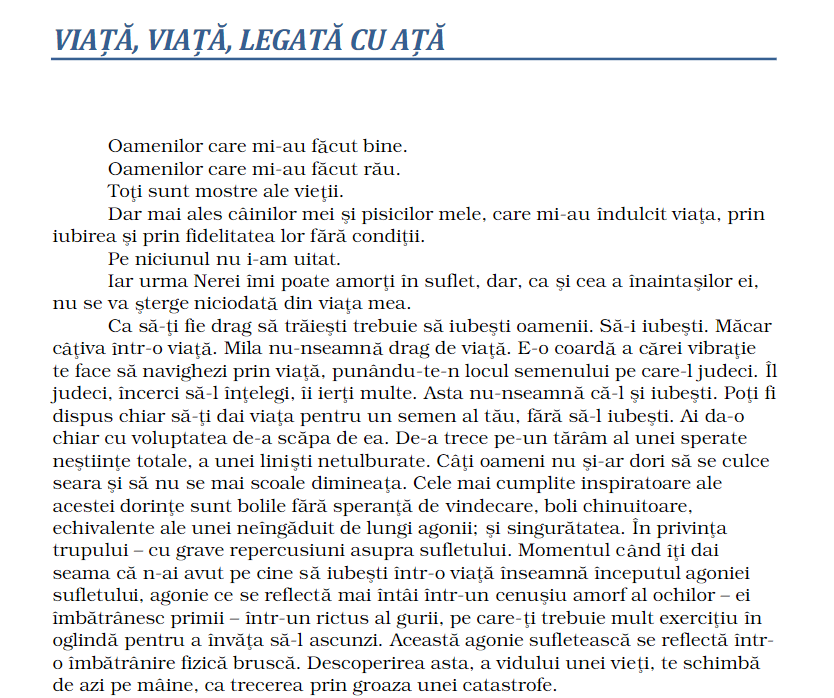 VIAȚĂ, VIAȚĂ, LEGATĂ CU AȚĂ
Oamenilor care mi-au făcut bine.
Oamenilor care mi-au făcut rău.
Toţi sunt mostre ale vieţii.
Dar mai ales câinilor mei şi pisicilor mele, care mi-au îndulcit viaţa, prin
iubirea şi prin fidelitatea lor fără condiţii.
Pe niciunul nu i-am uitat.
Iar urma Nerei îmi poate amorţi în suflet, dar, ca şi cea a înaintaşilor ei,
nu se va şterge niciodată din viaţa mea.
Ca să-ţi fie drag să trăieşti trebuie să iubeşti oamenii. Să-i iubeşti. Măcar
câţiva într-o viaţă. Mila nu-nseamnă drag de viaţă. E-o coardă a cărei vibraţie
te face să navighezi prin viaţă, punându-te-n locul semenului pe care-l judeci. Îl
judeci, încerci să-l înţelegi, îi ierţi multe. Asta nu-nseamnă că-l şi iubeşti. Poţi fi
dispus chiar să-ţi dai viaţa pentru un semen al tău, fără să-l iubeşti. Ai da-o
chiar cu voluptatea de-a scăpa de ea. De-a trece pe-un tărâm al unei sperate
neştiinţe totale, a unei linişti netulburate. Câţi oameni nu şi-ar dori să se culce
seara şi să nu se mai scoale dimineaţa. Cele mai cumplite inspiratoare ale
acestei dorinţe sunt bolile fără speranţă de vindecare, boli chinuitoare,
echivalente ale unei neîngăduit de lungi agonii; şi singurătatea. În privinţa
trupului – cu grave repercusiuni asupra sufletului. Momentul când îţi dai
seama că n-ai avut pe cine să iubeşti într-o viaţă înseamnă începutul agoniei
sufletului, agonie ce se reflectă mai întâi într-un cenuşiu amorf al ochilor – ei
îmbătrânesc primii – într-un rictus al gurii, pe care-ţi trebuie mult exerciţiu în
oglindă pentru a învăţa să-l ascunzi. Această agonie sufletească se reflectă într-
o îmbătrânire fizică bruscă. Descoperirea asta, a vidului unei vieţi, te schimbă
de azi pe mâine, ca trecerea prin groaza unei catastrofe.